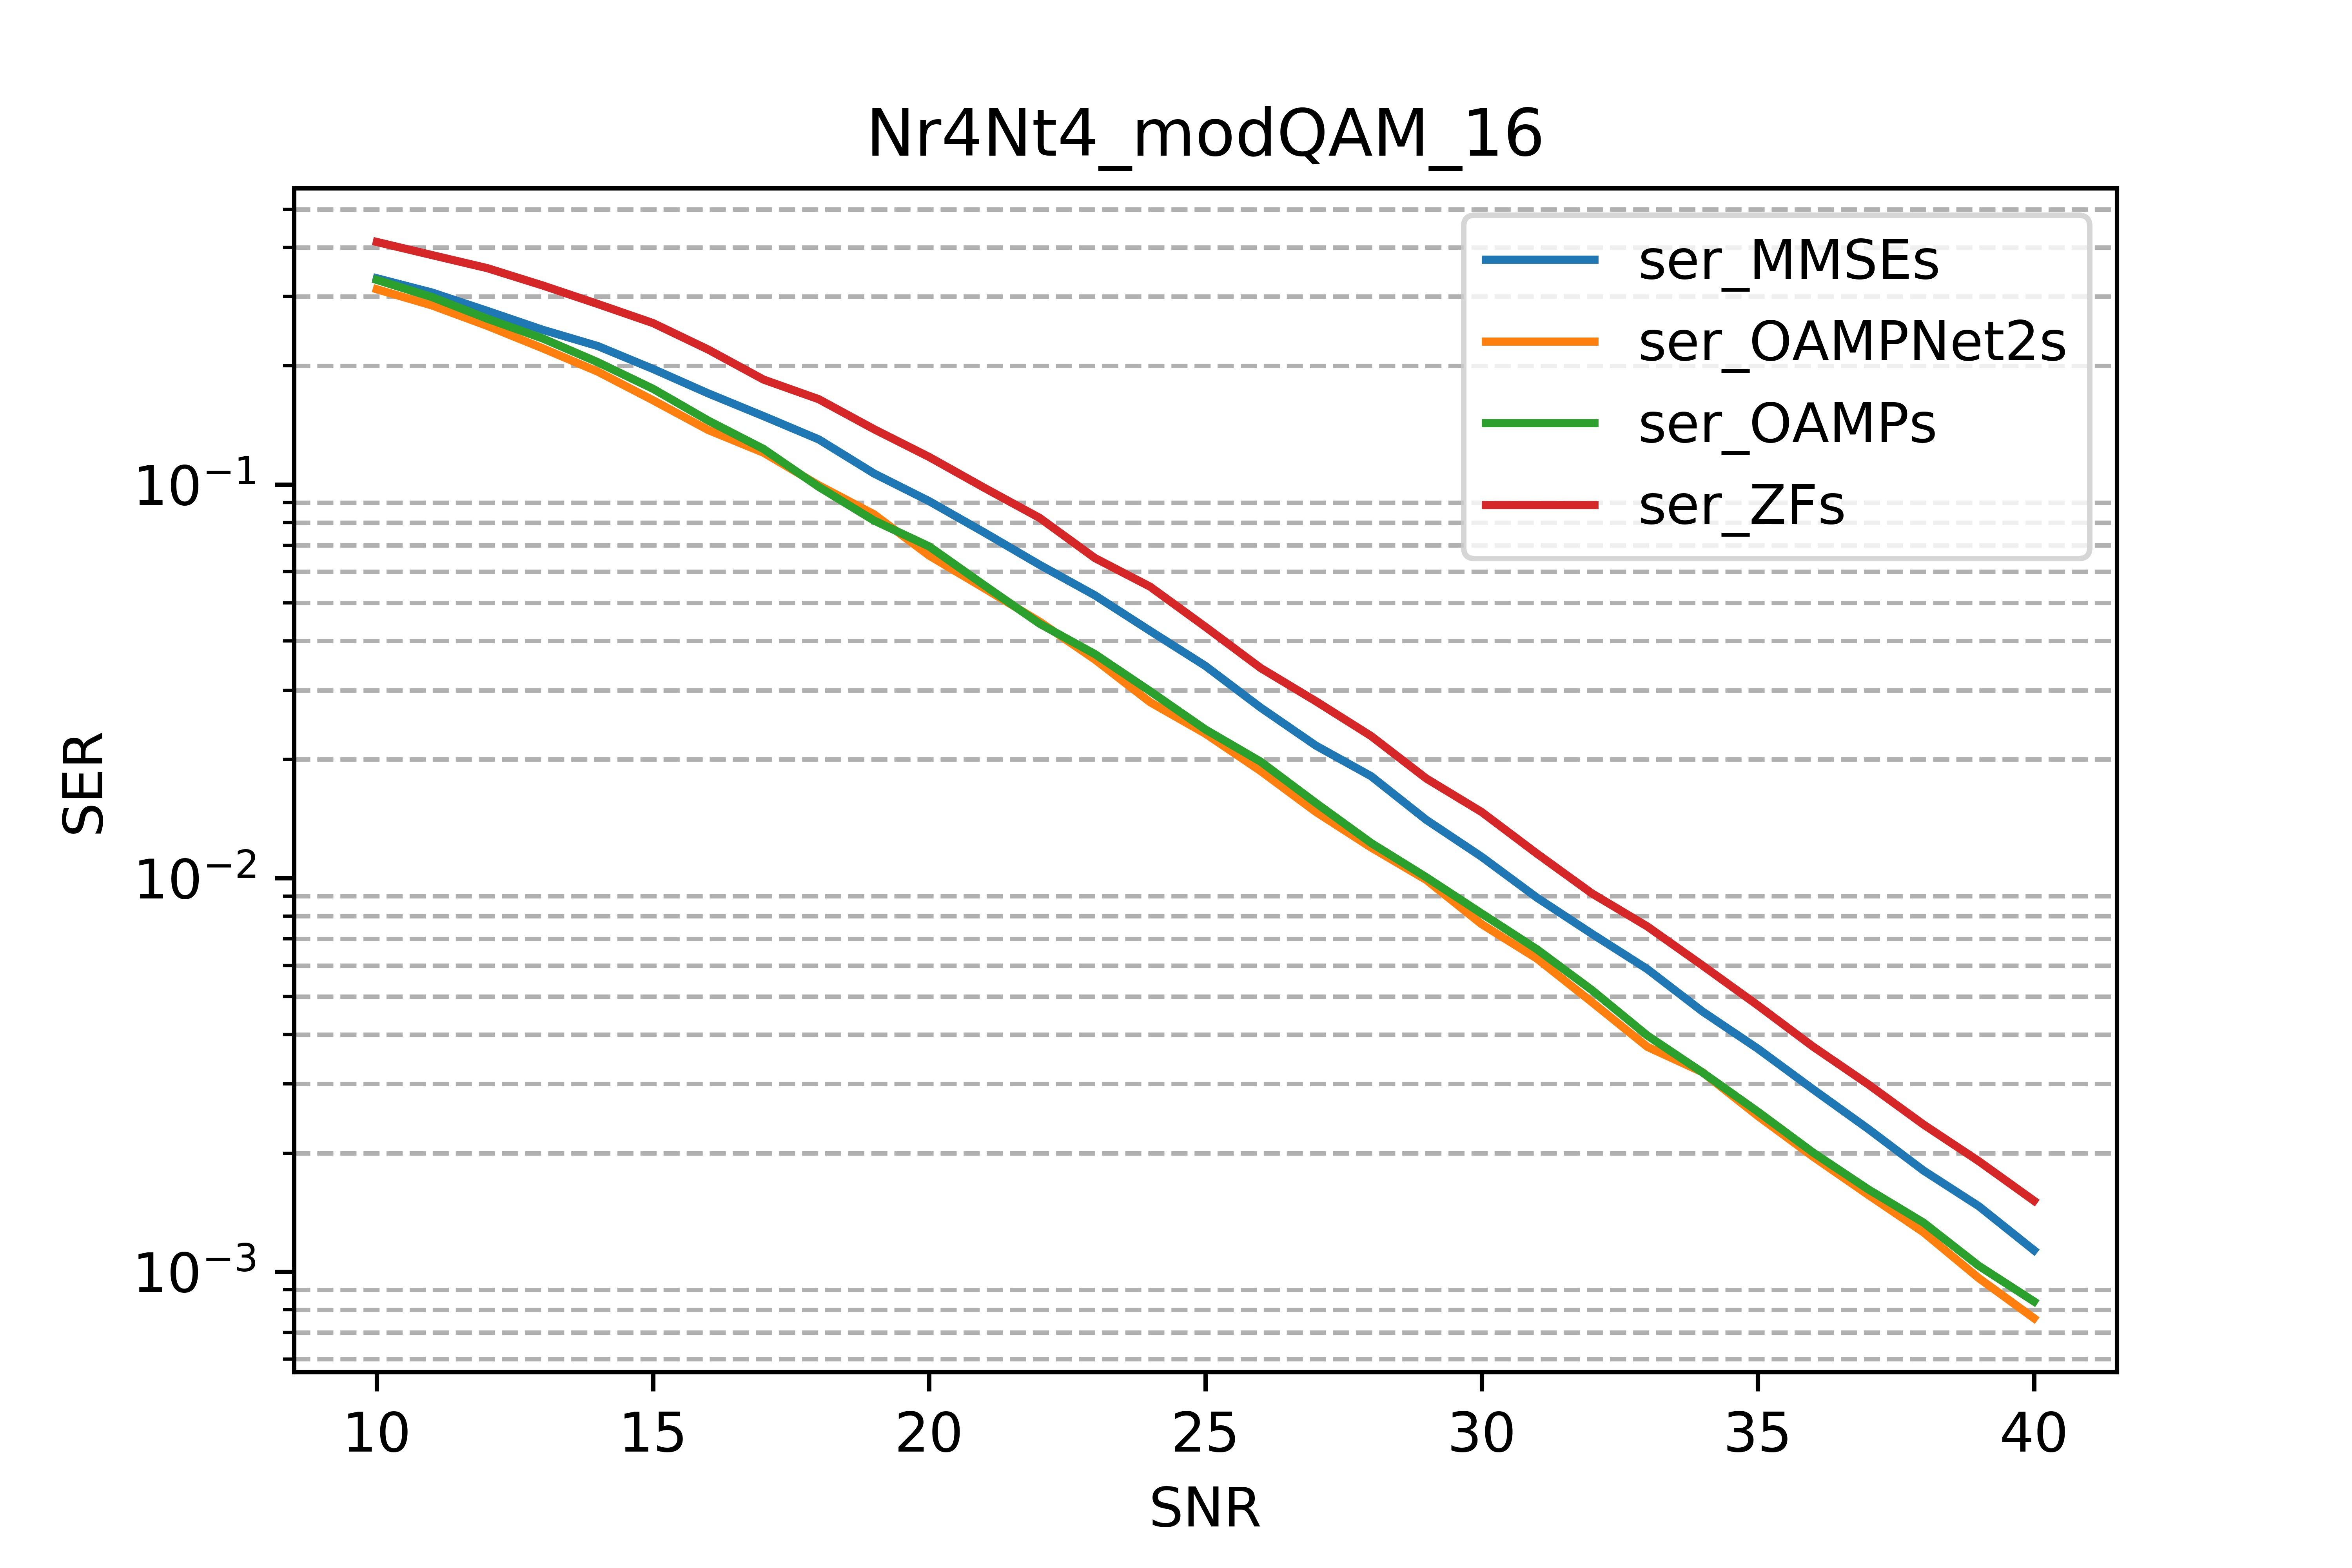 Nr4Nt4_modQAM_16
ser_MMSEs
ser_OAMPNet2s
ser_OAMPs
ser_ZFs
10⁻¹
10⁻²
10⁻³
SER
10 15 20 25 30 35 40
SNR